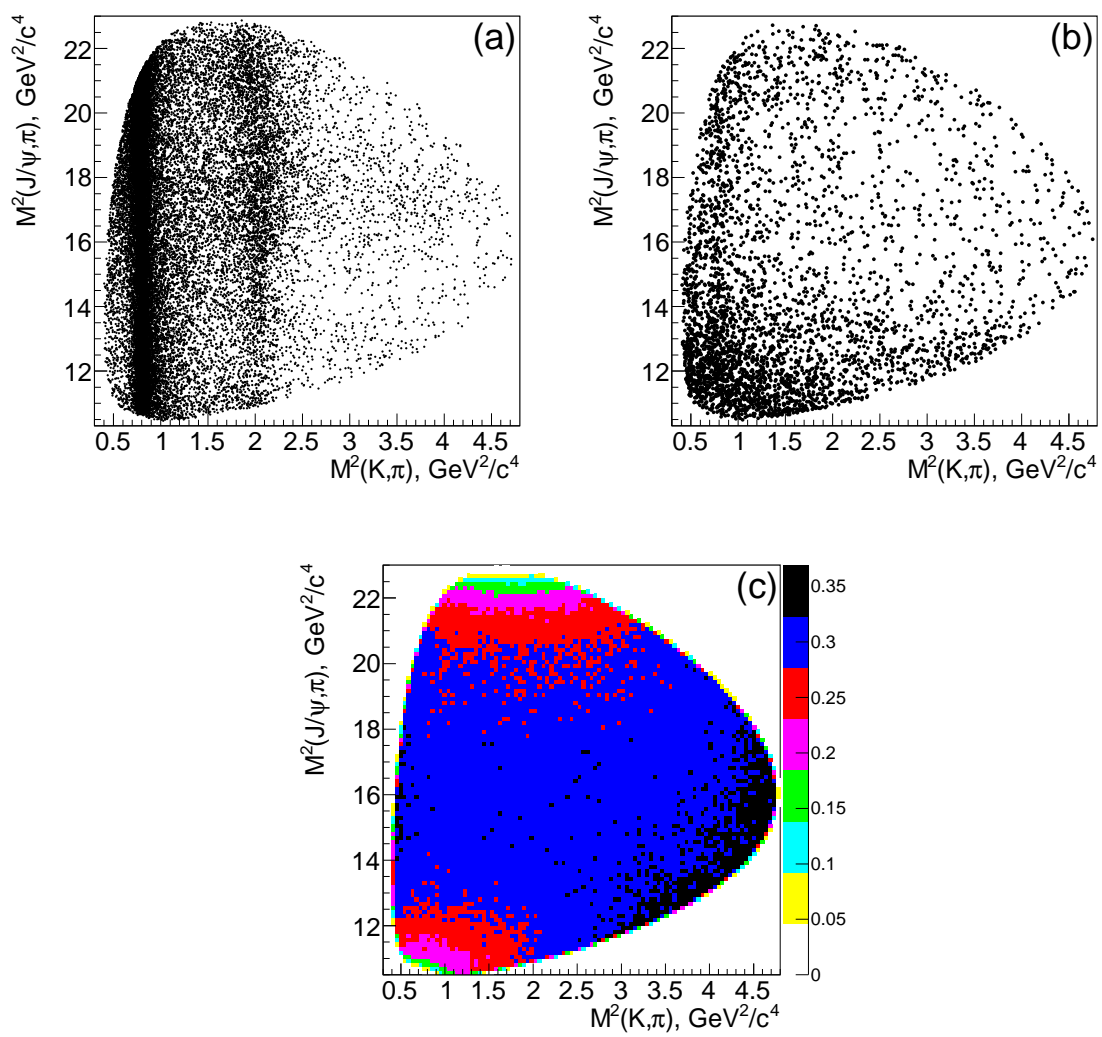 (a)
M²(J/ψ,π), GeV²/c⁴
22
20
18
16
14
12
0.5 1 1.5 2 2.5 3 3.5 4 4.5
M²(K,π), GeV²/c⁴
(b)
M²(J/ψ,π), GeV²/c⁴
22
20
18
16
14
12
0.5 1 1.5 2 2.5 3 3.5 4 4.5
M²(K,π), GeV²/c⁴
(c)
M²(J/ψ,π), GeV²/c⁴
22
20
18
16
14
12
0.5 1 1.5 2 2.5 3 3.5 4 4.5
M²(K,π), GeV²/c⁴
0.35
0.3
0.25
0.2
0.15
0.1
0.05
0